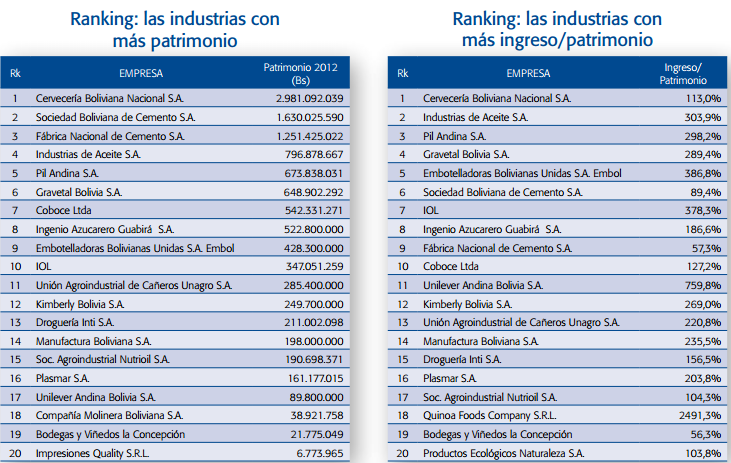 Ranking: las industrias con
más patrimonio
Rk EMPRESA Patrimonio 2012 (Bs)
1 Cervecería Boliviana Nacional S.A. 2.981.092.039
2 Sociedad Boliviana de Cemento S.A. 1.630.025.590
3 Fábrica Nacional de Cemento S.A. 1.251.425.022
4 Industrias de Aceite S.A. 796.878.667
5 Pil Andina S.A. 673.838.031
6 Gravetal Bolivia S.A. 648.902.292
7 Coboce Ltda 542.331.271
8 Ingenio Azucarero Guabirá S.A. 522.800.000
9 Embotelladoras Bolivianas Unidas S.A. Embol 428.300.000
10 IOL 347.051.259
11 Unión Agroindustrial de Cañeros Unagro S.A. 285.400.000
12 Kimberly Bolivia S.A. 249.700.000
13 Droguería Inti S.A. 211.002.098
14 Manufactura Boliviana S.A. 198.000.000
15 Soc. Agroindustrial Nutrioil S.A. 190.698.371
16 Plasmar S.A. 161.177.015
17 Unilever Andina Bolivia S.A. 89.800.000
18 Compañía Molinera Boliviana S.A. 38.921.758
19 Bodegas y Viñedos la Concepción 21.775.049
20 Impresiones Quality S.R.L. 6.773.965
Ranking: las industrias con
más ingreso/patrimonio
Rk EMPRESA Ingreso/ Patrimonio
1 Cervecería Boliviana Nacional S.A. 113,0%
2 Industrias de Aceite S.A. 303,9%
3 Pil Andina S.A. 298,2%
4 Gravetal Bolivia S.A. 289,4%
5 Embotelladoras Bolivianas Unidas S.A. Embol 386,8%
6 Sociedad Boliviana de Cemento S.A. 89,4%
7 IOL 378,3%
8 Ingenio Azucarero Guabirá S.A. 186,6%
9 Fábrica Nacional de Cemento S.A. 57,3%
10 Coboce Ltda 127,2%
11 Unilever Andina Bolivia S.A. 759,8%
12 Kimberly Bolivia S.A. 269,0%
13 Unión Agroindustrial de Cañeros Unagro S.A. 220,8%
14 Manufactura Boliviana S.A. 235,5%
15 Droguería Inti S.A. 156,5%
16 Plasmar S.A. 203,8%
17 Soc. Agroindustrial Nutrioil S.A. 104,3%
18 Quinoa Foods Company S.R.L. 2491,3%
19 Bodegas y Viñedos la Concepción 56,3%
20 Productos Ecológicos Naturaleza S.A. 103,8%